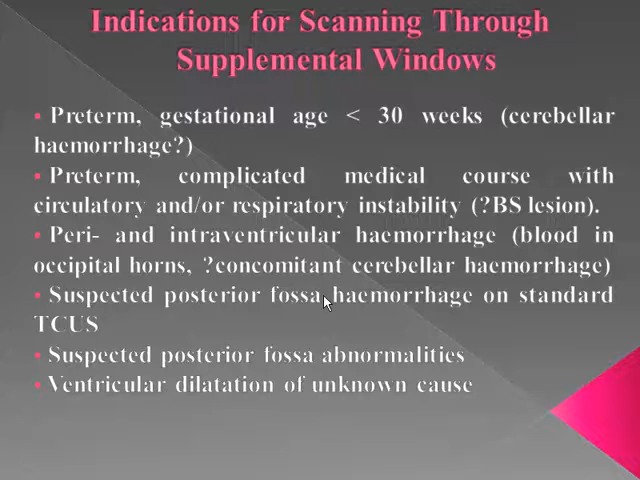 Indications for Scanning Through
Supplemental Windows
▪ Preterm, gestational age < 30 weeks (cerebellar
haemorrhage?)
▪ Preterm, complicated medical course with
circulatory and/or respiratory instability (?BS lesion).
▪ Peri- and intraventricular haemorrhage (blood in
occipital horns, ?concomitant cerebellar haemorrhage)
▪ Suspected posterior fossa haemorrhage on standard
TCUS
▪ Suspected posterior fossa abnormalities
▪ Ventricular dilatation of unknown cause